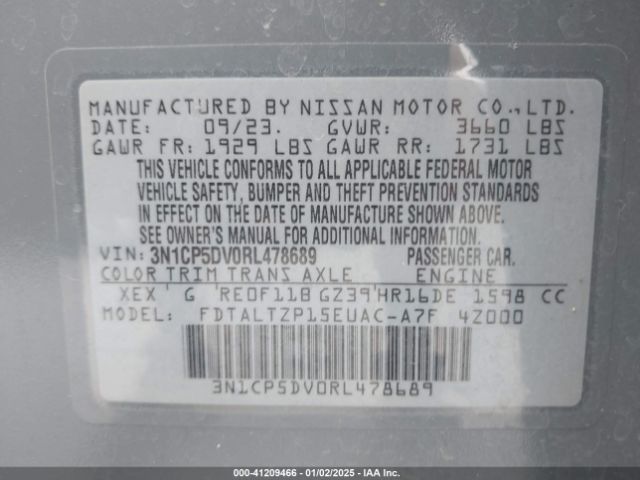 MANUFACTURED BY NISSAN MOTOR CO., LTD.
DATE: 09/23. GVWR: 3660 LBS
GAWR FR: 1929 LBS GAWR RR: 1731 LBS
THIS VEHICLE CONFORMS TO ALL APPLICABLE FEDERAL MOTOR
VEHICLE SAFETY, BUMPER AND THEFT PREVENTION STANDARDS
IN EFFECT ON THE DATE OF MANUFACTURE SHOWN ABOVE.
SEE OWNER'S MANUAL FOR ADDITIONAL INFORMATION.
VIN: 3N1CP5DV0RL478689 PASSENGER CAR.
COLOR TRIM TRANS AXLE ENGINE
XEX G RE0F11B GZ39 HR16DE 1598 CC
MODEL: FDTALTZP15EUAC-A7F 4Z000
3N1CP5DV0RL478689
000-41209466 - 01/02/2025 - IAA Inc.